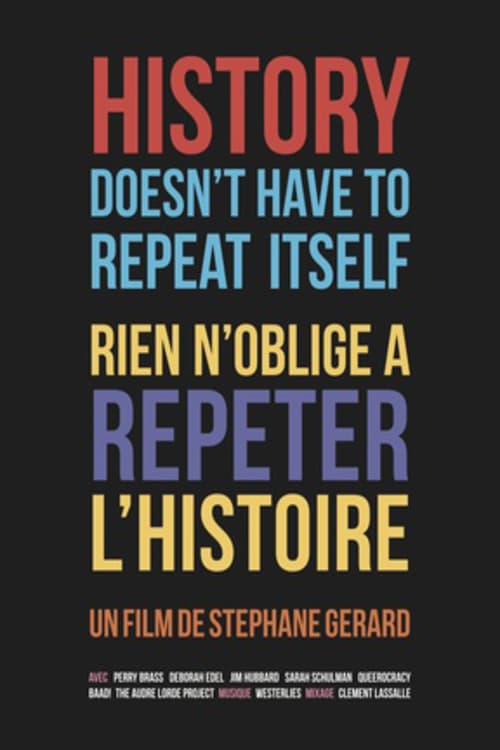 HISTORY
DOESN'T HAVE TO
REPEAT ITSELF
RIEN N'OBLIGE A
REPETER
L'HISTOIRE
UN FILM DE STEPHANE GERARD
AVEC PERRY BRASS DEBORAH EDEL JIM HUBBARD SARAH SCHULMAN QUEEROCRACY
BAAD! THE AUDRE LORDE PROJECT MUSIQUE WESTERLIES MIXAGE CLEMENT LASSALLE